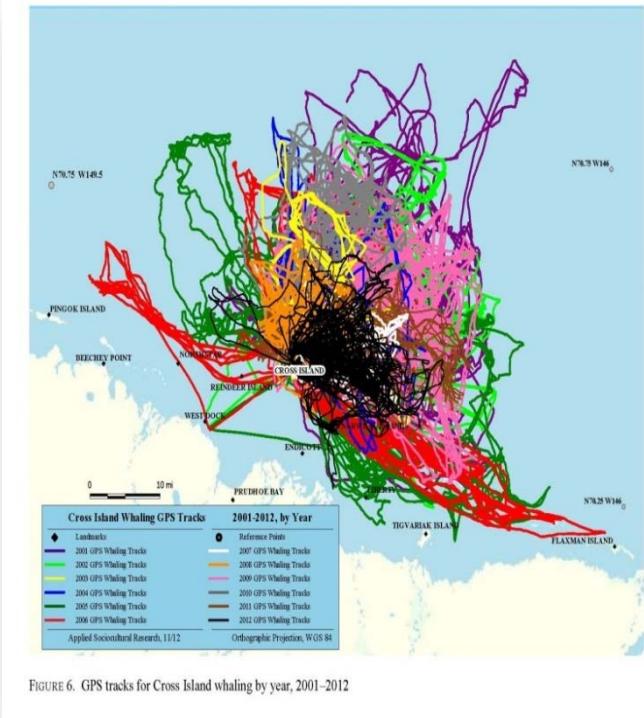 N70.75 W149.5
N70.75 W146
PINGOK ISLAND
BEECHEY POINT
CROSS ISLAND
REINDEER ISLAND
WEST DOCK
ENDICOTT
0 10 mi
PRUDHOE BAY
LIBERTY
N70.25 W146
TIGVARIAK ISLAND
FLAXMAN ISLAND
Cross Island Whaling GPS Tracks 2001-2012, by Year
Landmarks
2001 GPS Whaling Tracks
2002 GPS Whaling Tracks
2003 GPS Whaling Tracks
2004 GPS Whaling Tracks
2005 GPS Whaling Tracks
2006 GPS Whaling Tracks
Reference Points
2007 GPS Whaling Tracks
2008 GPS Whaling Tracks
2009 GPS Whaling Tracks
2010 GPS Whaling Tracks
2011 GPS Whaling Tracks
2012 GPS Whaling Tracks
Applied Sociocultural Research, 11/12
Orthographic Projection, WGS 84
FIGURE 6. GPS tracks for Cross Island whaling by year, 2001–2012